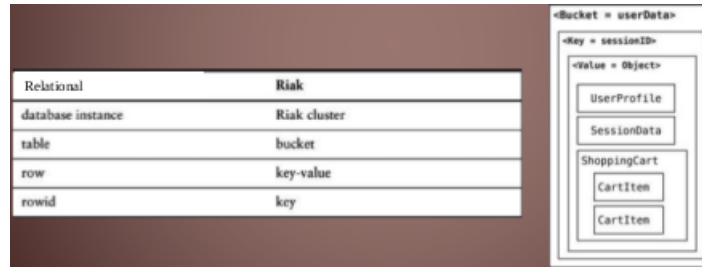 Relational Riak
database instance Riak cluster
table bucket
row key-value
rowid key
<Bucket = userData>
<Key = sessionID>
<Value = Object>
UserProfile
SessionData
ShoppingCart
CartItem
CartItem